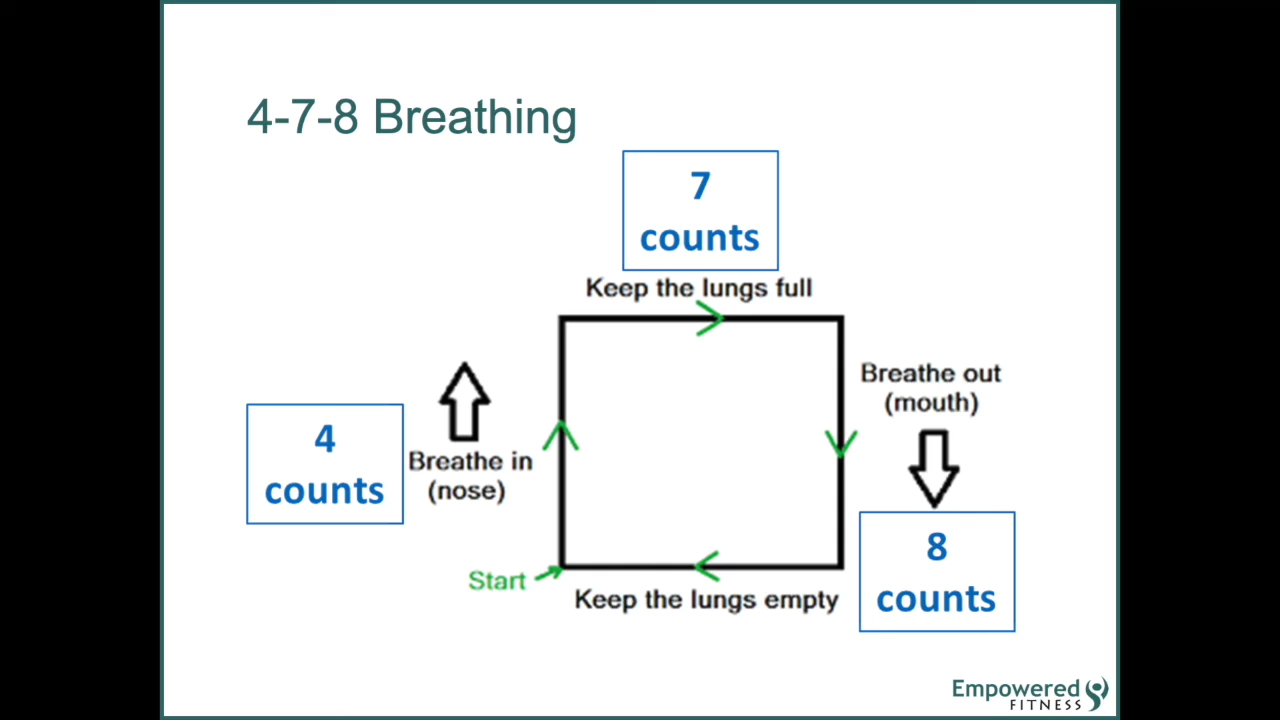 4-7-8 Breathing
7
counts
Keep the lungs full
Breathe out
(mouth)
4
counts
Breathe in
(nose)
8
counts
Start
Keep the lungs empty
Empowered
FITNESS